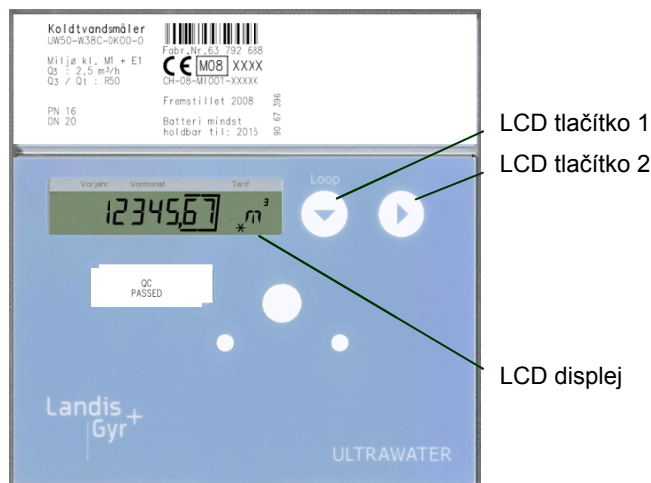 Koldtvandsmåler
UW50-W38C-DK00-0
Miljø kl. M1 + E1
Q3 : 2,5 m³/h
Q3 / Q1 : R50
PN 16
DN 20
Fabr.Nr.63 792 688
CE M08 XXXX
CH-08-MI001-XXXXX
Fremstillet 2008
Batteri mindst
holdbar til: 2015
90 67 396
LCD tlačítko 1
LCD tlačítko 2
Vorjahr Vormonat Tarif
Loop
12345,67 m³
*
QC
PASSED
LCD displej
Landis
Gyr+
ULTRAWATER